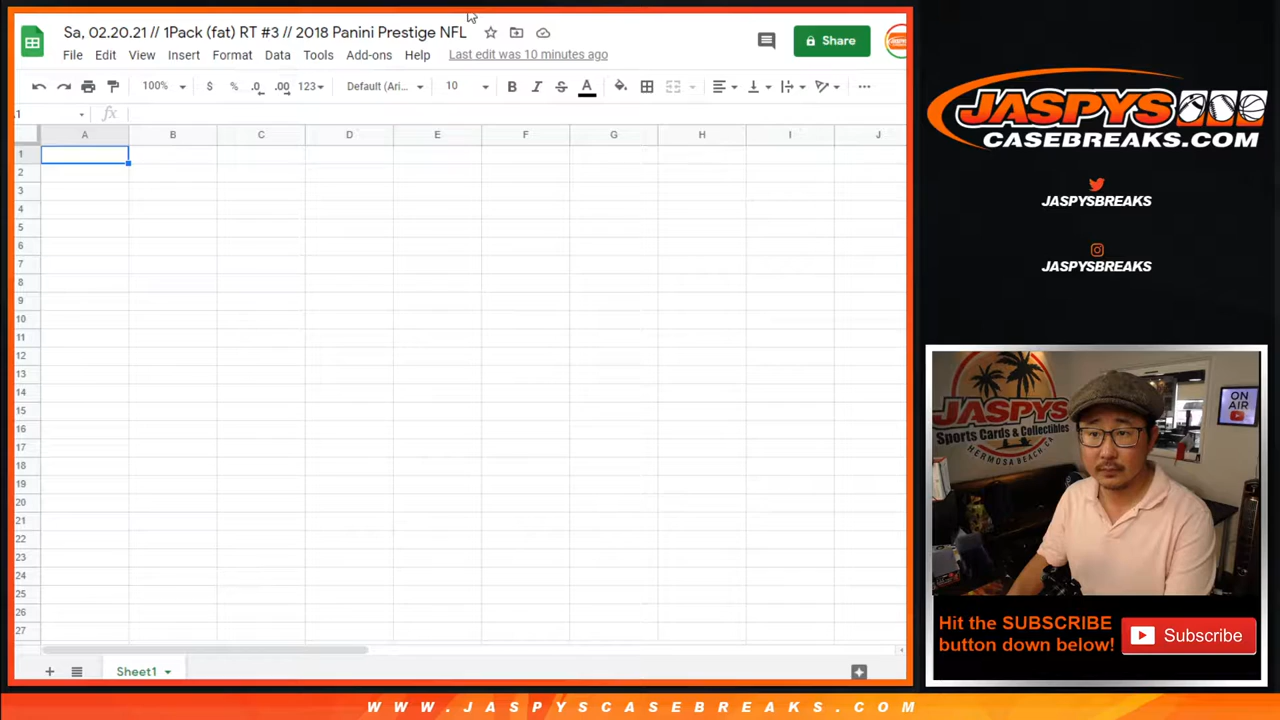 Sa, 02.20.21 // 1Pack (fat) RT #3 // 2018 Panini Prestige NFL
File Edit View Insert Format Data Tools Add-ons Help Last edit was 10 minutes ago
Share
100% $ % .0 .00 123 Default (Ari... 10 B I S A
fx
A B C D E F G H I J
1
2
3
4
5
6
7
8
9
10
11
12
13
14
15
16
17
18
19
20
21
22
23
24
25
26
27
Sheet1
JASPYS
CASEBREAKS.COM
JASPYSBREAKS
JASPYSBREAKS
JASPYS
Sports Cards & Collectibles
HERMOSA BEACH CA
ON
AIR
Hit the SUBSCRIBE
button down below!
Subscribe
WWW.JASPYSCASEBREAKS.COM